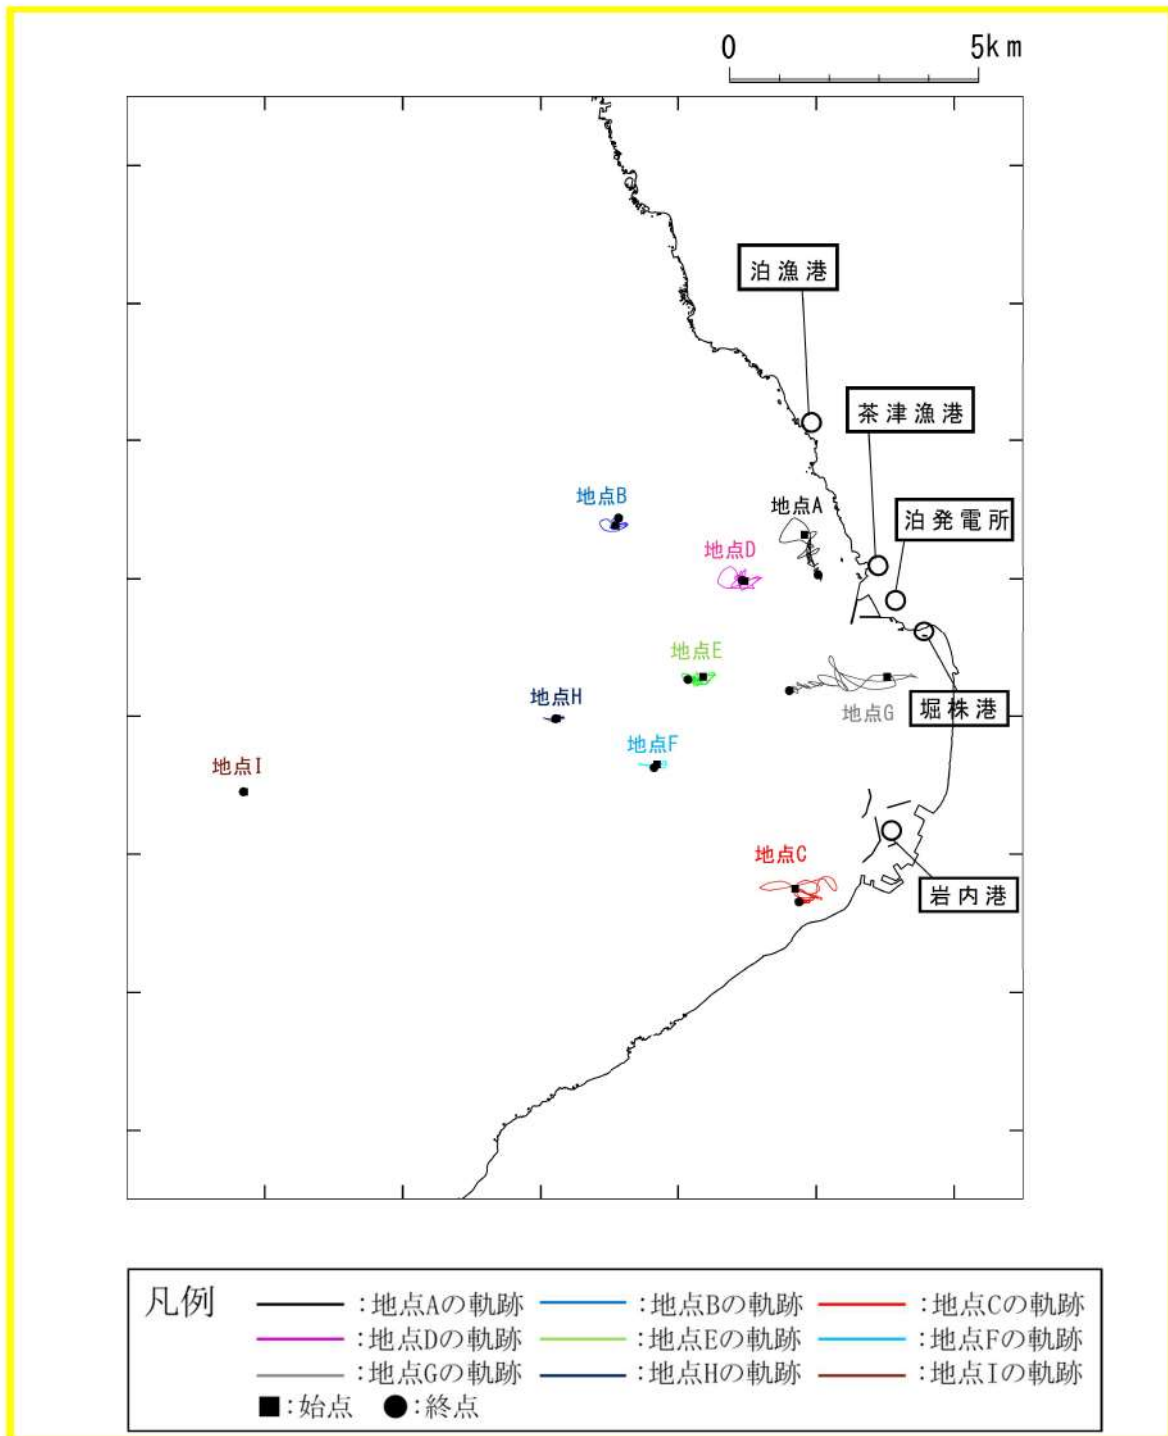 0 5km
泊漁港
茶津漁港
地点B
地点A
泊発電所
地点D
地点E
地点H
堀株港
地点G
地点F
地点I
地点C
岩内港
凡例 :地点Aの軌跡 :地点Bの軌跡 :地点Cの軌跡
:地点Dの軌跡 :地点Eの軌跡 :地点Fの軌跡
:地点Gの軌跡 :地点Hの軌跡 :地点Iの軌跡
■:始点 ●:終点